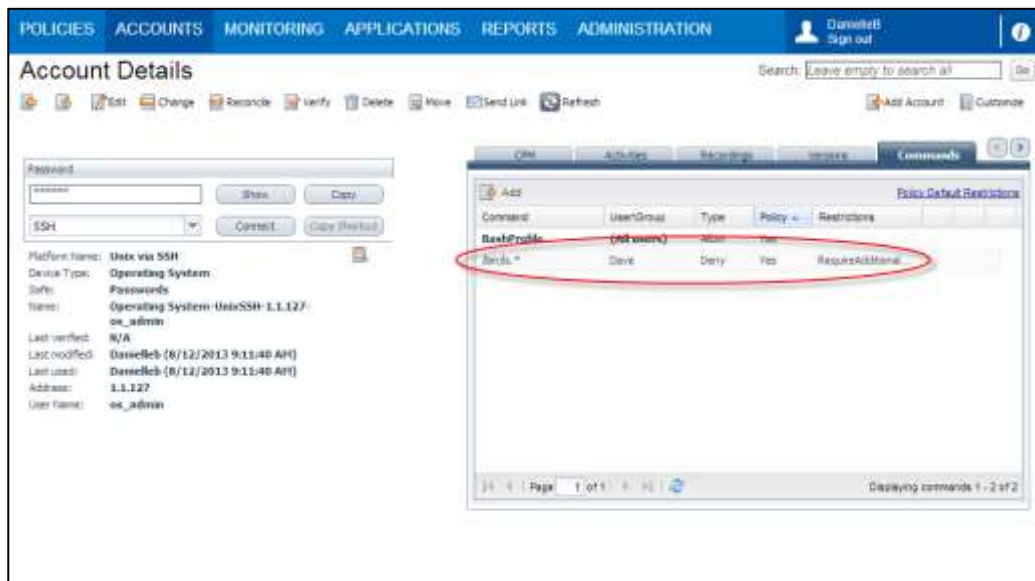 POLICIES ACCOUNTS MONITORING APPLICATIONS REPORTS ADMINISTRATION
DanielleB
Sign out
Account Details
Search: Leave empty to search all Go
Edit Change Reconcile Verify Delete Move Send Link Refresh Add Account Customize
CPM Activities Recordings Versions Commands
Password
Show Copy
SSH Connect Copy Shortcut
Platform Name: Unix via SSH
Device Type: Operating System
Safe: Passwords
Name: Operating System-UnixSSH-1.1.127-
os_admin
Last verified: N/A
Last modified: Danielleb (8/12/2013 9:11:40 AM)
Last used: Danielleb (8/12/2013 9:11:40 AM)
Address: 1.1.127
User Name: os_admin
Add Policy Default Restrictions
Command User/Group Type Policy Restrictions
BashProfile (All users) Yes
Dave Deny Yes RequireAdditional...
Page 1 of 1
Displaying commands 1 - 2 of 2